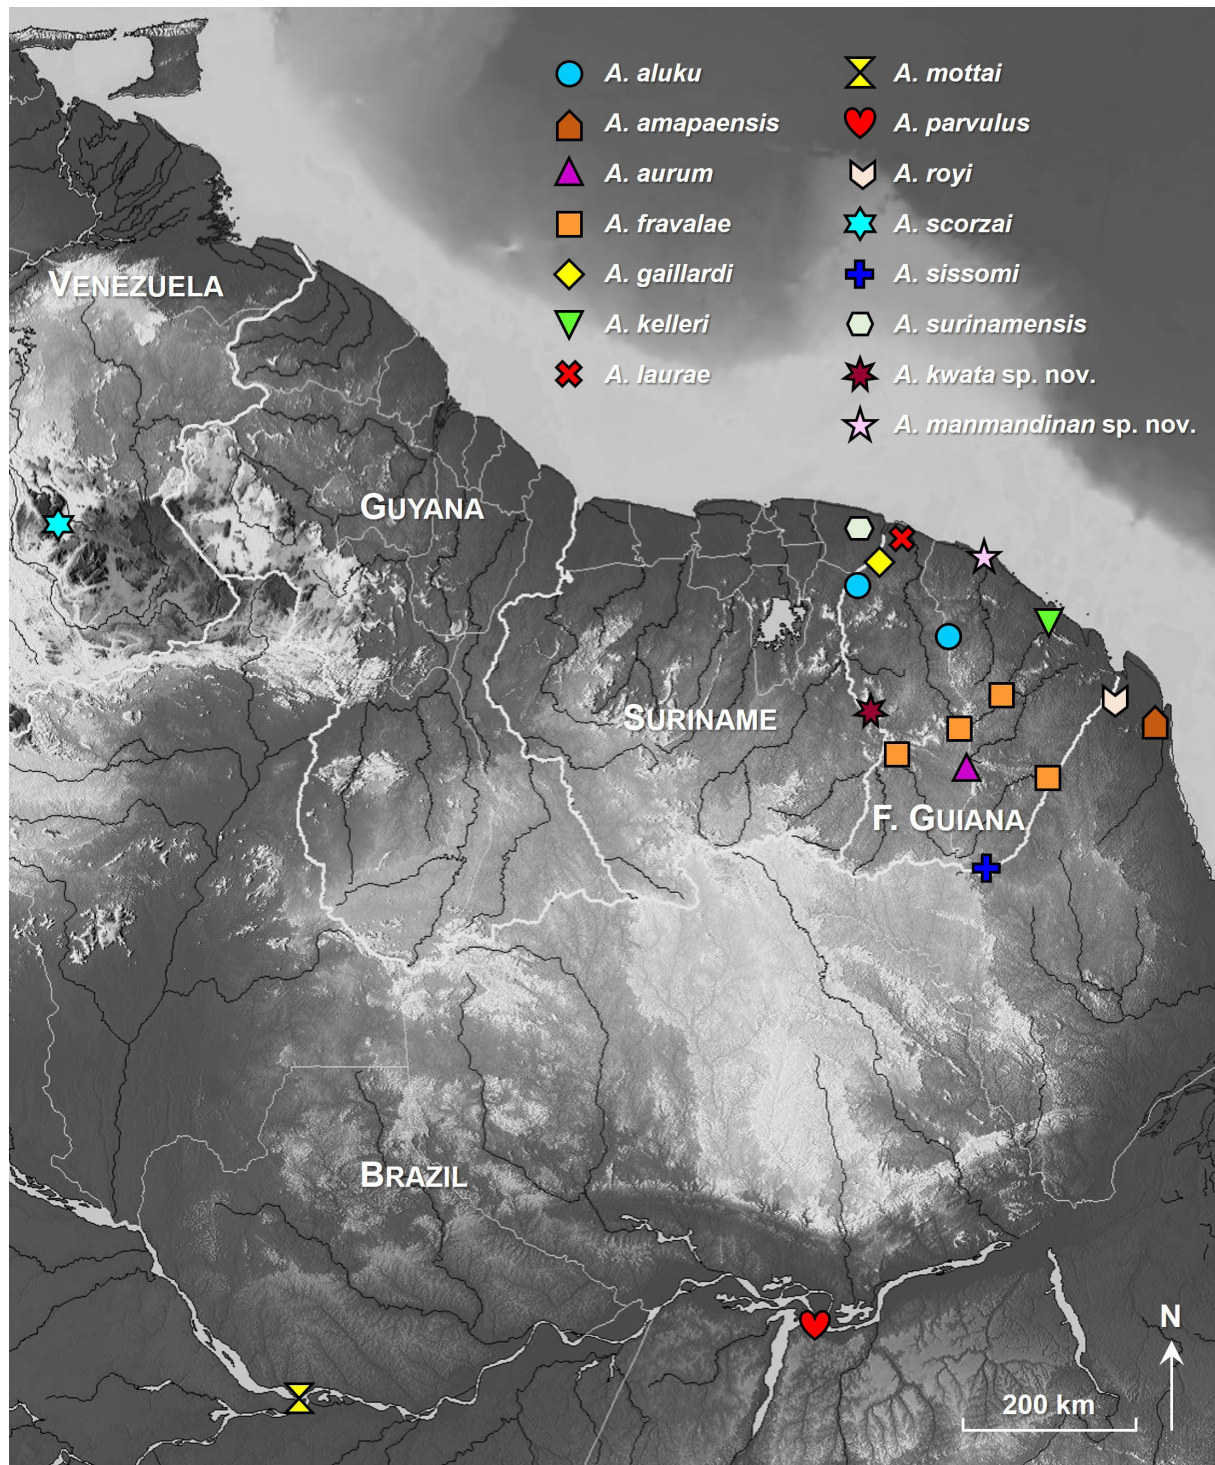 A. aluku
A. amapaensis
A. aurum
A. fravalae
A. gaillardi
A. kelleri
A. laurae
A. mottai
A. parvulus
A. royi
A. scorzai
A. sissomi
A. surinamensis
A. kwata sp. nov.
A. manmandinan sp. nov.
VENEZUELA
GUYANA
SURINAME
F. GUIANA
BRAZIL
N
200 km